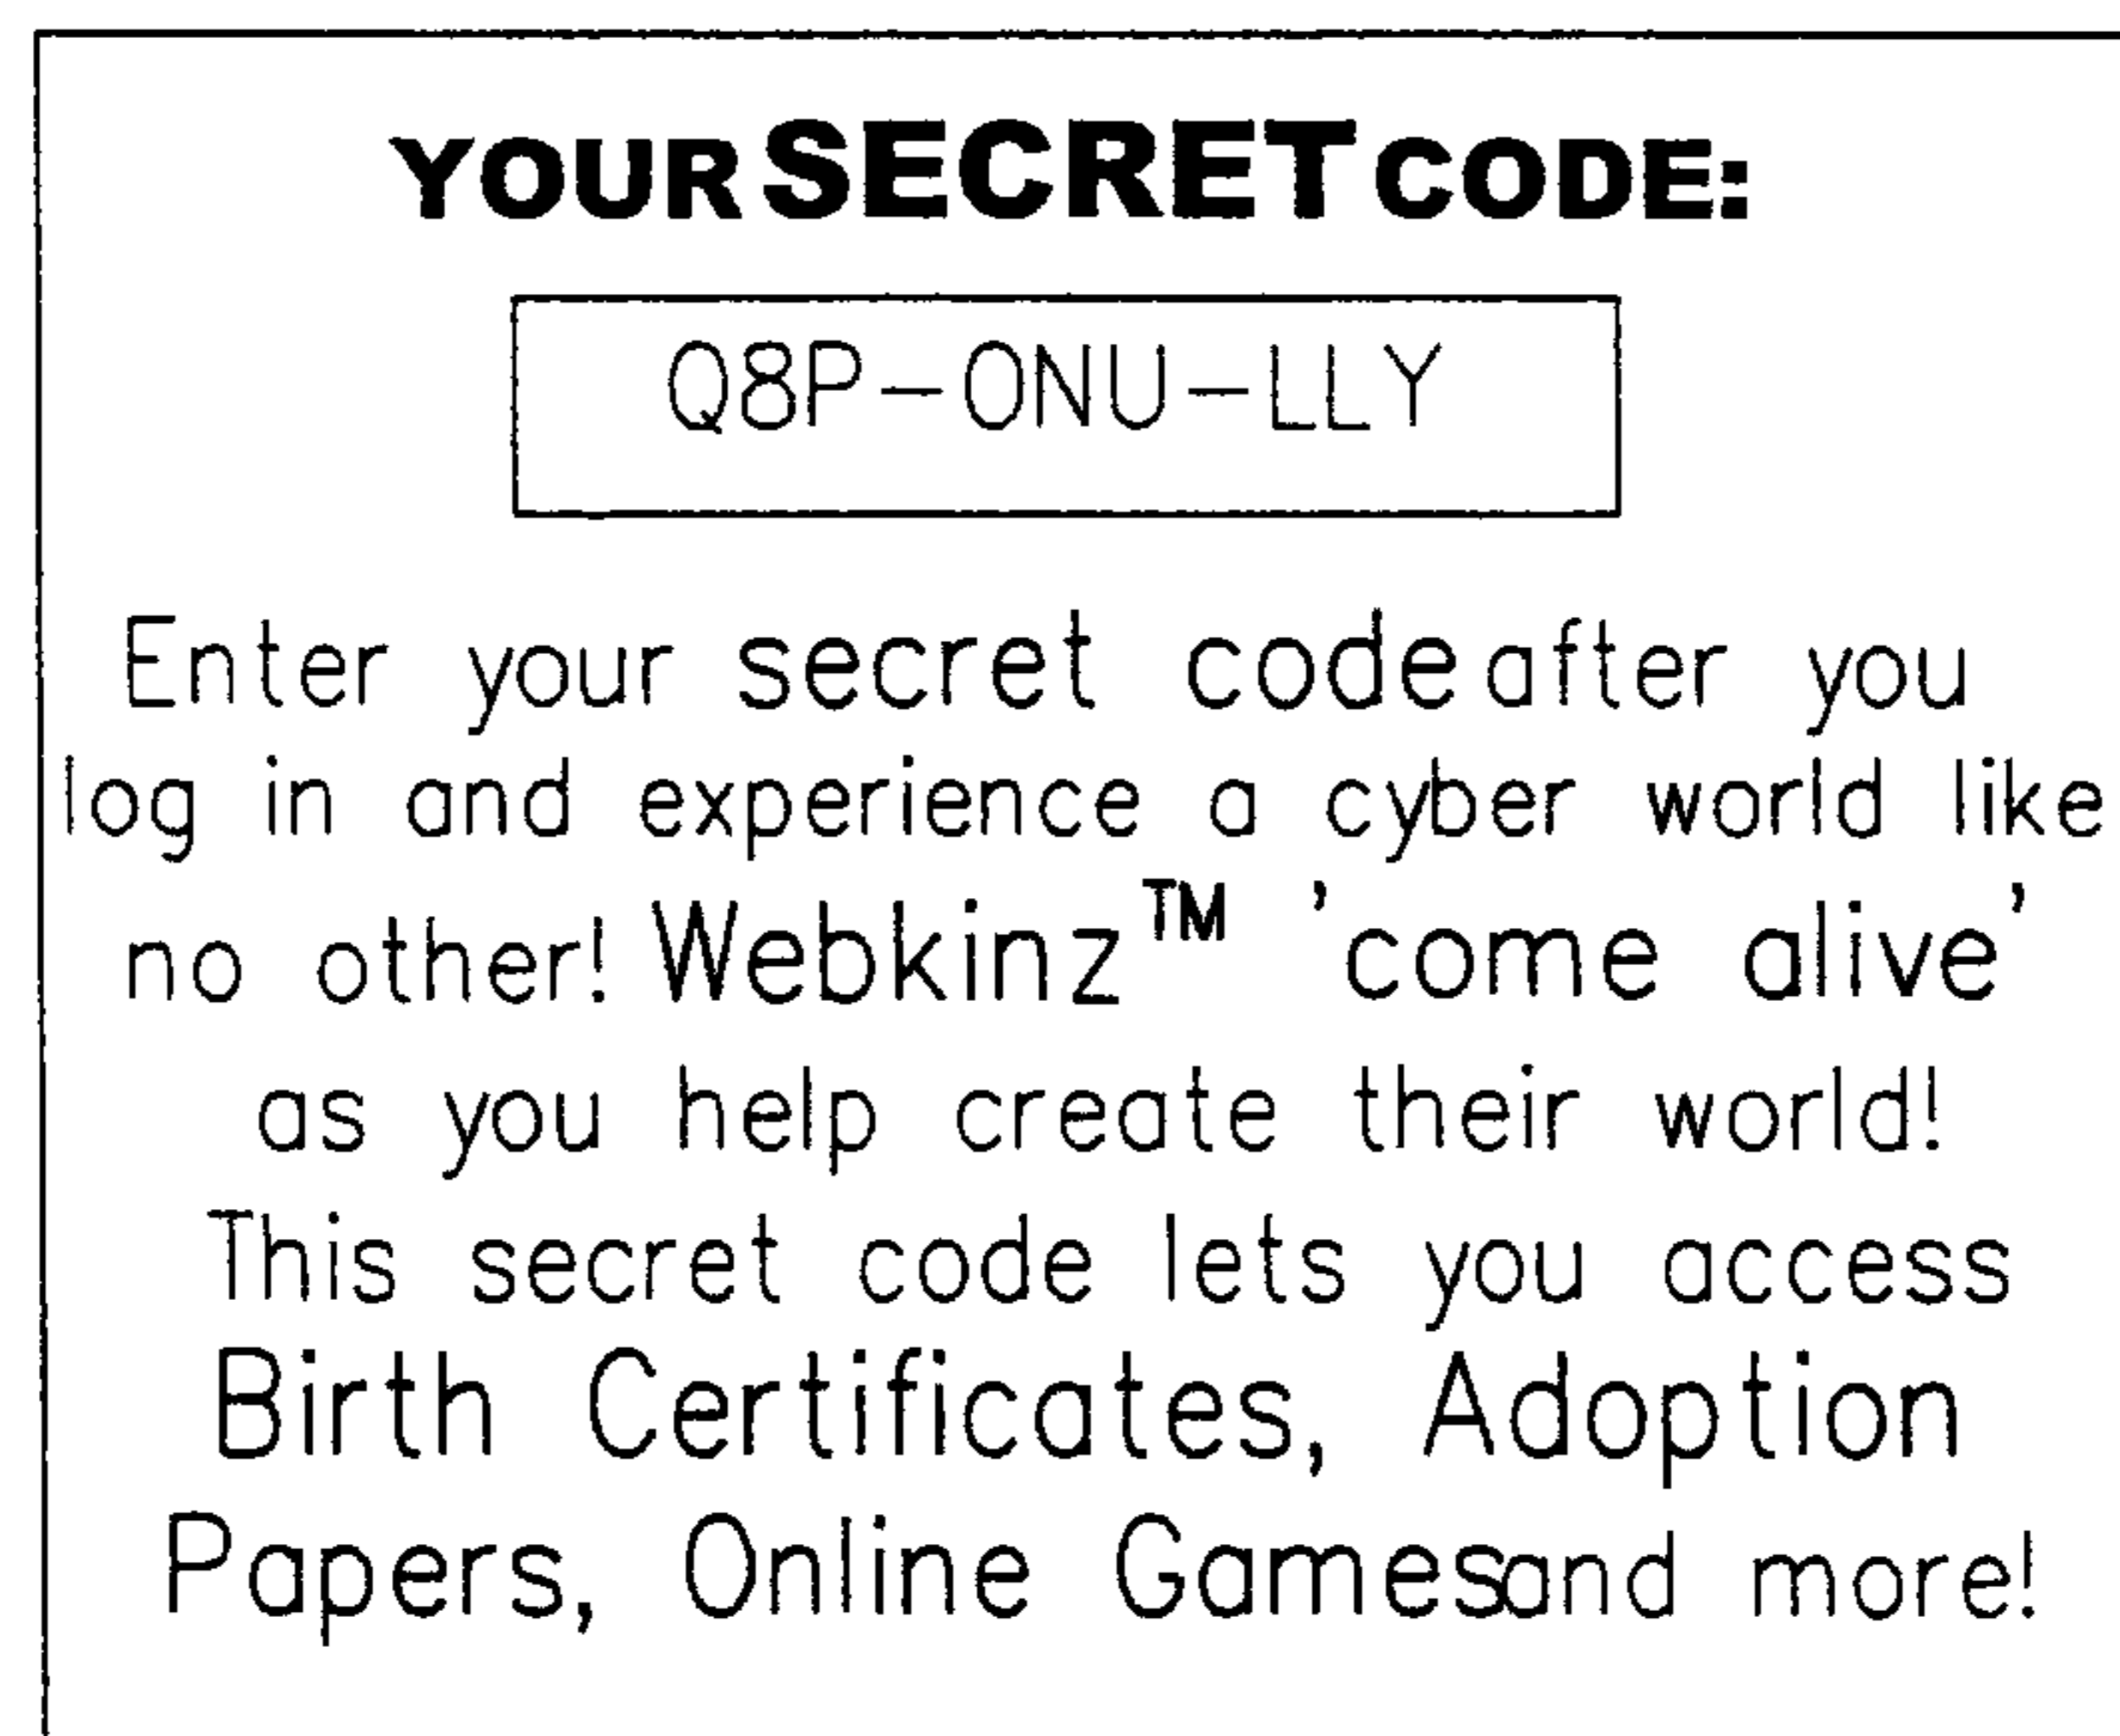 YOUR SECRET CODE:
Q8P-ONU-LLY
Enter your secret code after you
log in and experience a cyber world like
no other! Webkinz™ 'come alive'
as you help create their world!
This secret code lets you access
Birth Certificates, Adoption
Papers, Online Games and more!